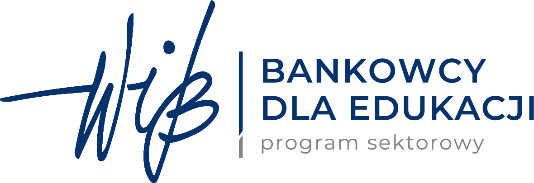 WiB
BANKOWCY
DLA EDUKACJI
program sektorowy